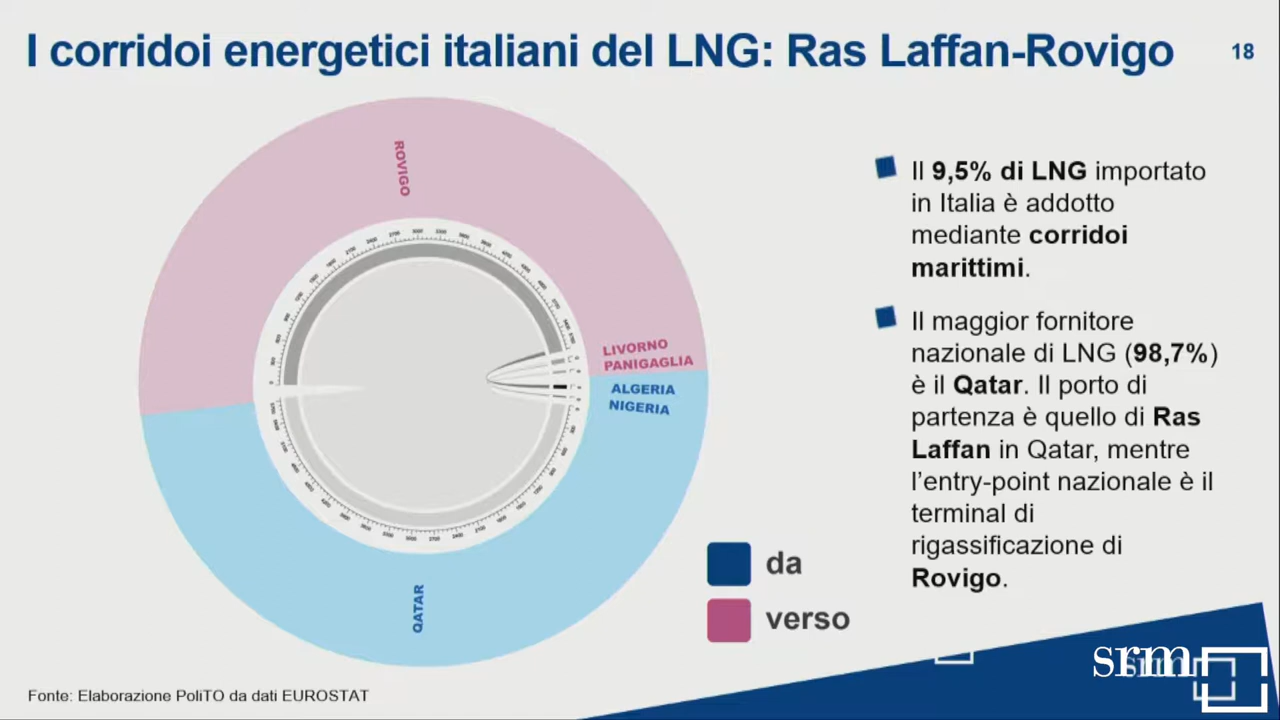 I corridoi energetici italiani del LNG: Ras Laffan-Rovigo
18
ROVIGO
LIVORNO
PANIGAGLIA
ALGERIA
NIGERIA
QATAR
Il 9,5% di LNG importato
in Italia è addotto
mediante corridoi
marittimi.
Il maggior fornitore
nazionale di LNG (98,7%)
è il Qatar. Il porto di
partenza è quello di Ras
Laffan in Qatar, mentre
l’entry-point nazionale è il
terminal di
rigassificazione di
Rovigo.
da
verso
Fonte: Elaborazione PoliTO da dati EUROSTAT
srm